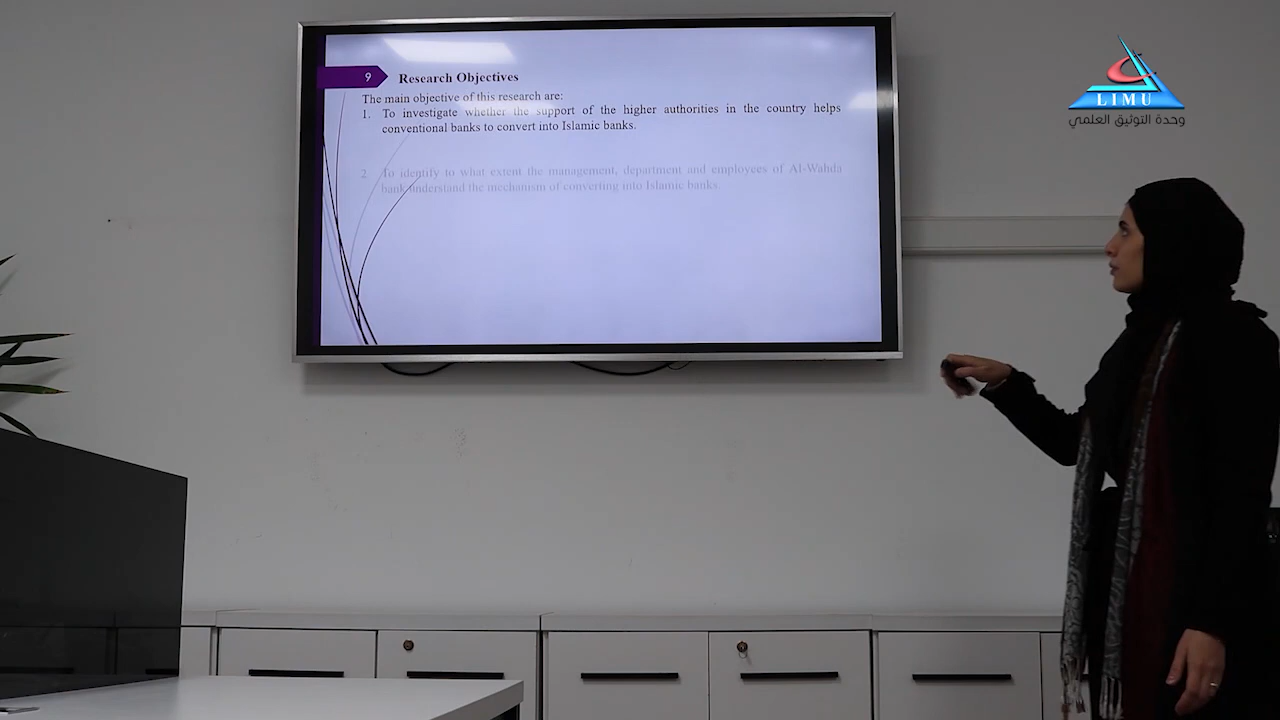 9
Research Objectives
The main objective of this research are:
1. To investigate whether the support of the higher authorities in the country helps
conventional banks to convert into Islamic banks.
2 To identify to what extent the management, department and employees of Al-Wahda
bank understand the mechanism of converting into Islamic banks.
LIMU
وحدة التوثيق العلمي